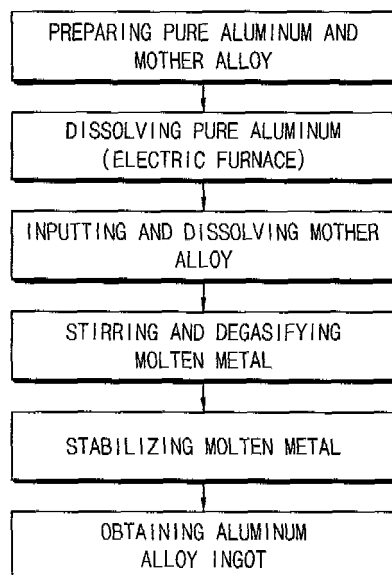 PREPARING PURE ALUMINUM AND
MOTHER ALLOY
DISSOLVING PURE ALUMINUM
(ELECTRIC FURNACE)
INPUTTING AND DISSOLVING MOTHER
ALLOY
STIRRING AND DEGASIFYING
MOLTEN METAL
STABILIZING MOLTEN METAL
OBTAINING ALUMINUM
ALLOY INGOT